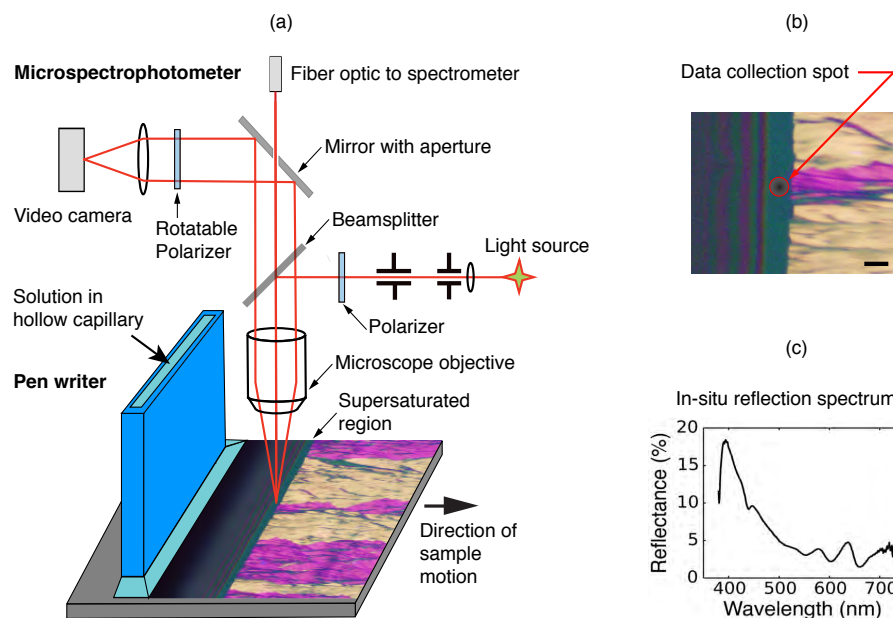 (a)
Microspectrophotometer
Fiber optic to spectrometer
Mirror with aperture
Video camera
Rotatable
Polarizer
Beamsplitter
Light source
Polarizer
Solution in
hollow capillary
Microscope objective
Pen writer
Supersaturated
region
Direction of
sample
motion
(b)
Data collection spot
(c)
In-situ reflection spectrum
Reflectance (%)
20
15
10
5
0
400
500
600
700
Wavelength (nm)